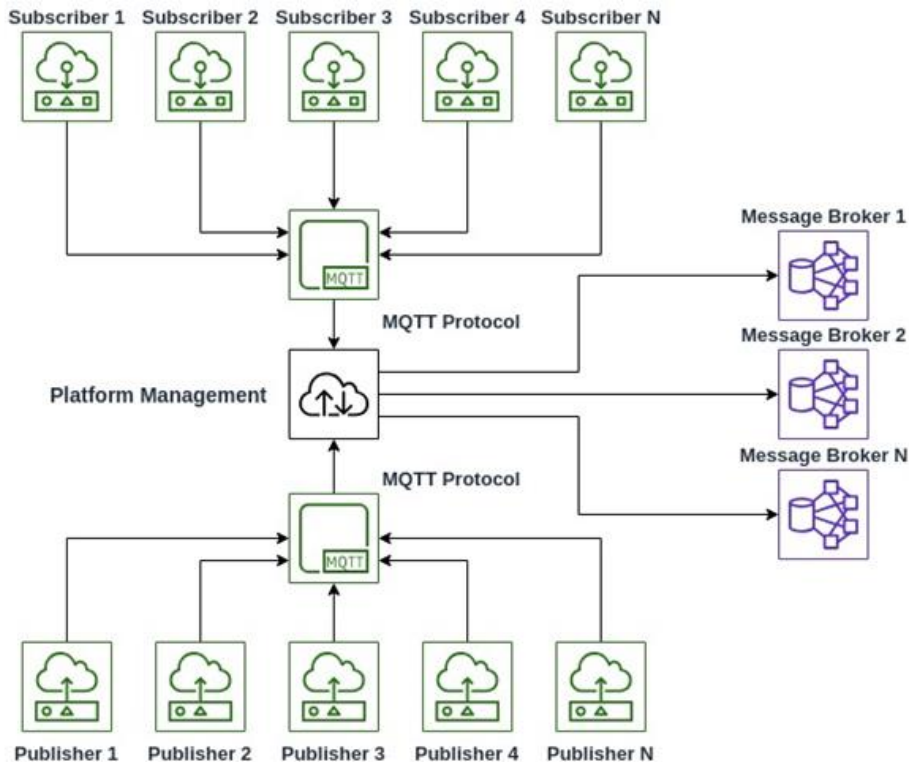 Subscriber 1
Subscriber 2
Subscriber 3
Subscriber 4
Subscriber N
MQTT
MQTT Protocol
Platform Management
MQTT Protocol
MQTT
Message Broker 1
Message Broker 2
Message Broker N
Publisher 1
Publisher 2
Publisher 3
Publisher 4
Publisher N